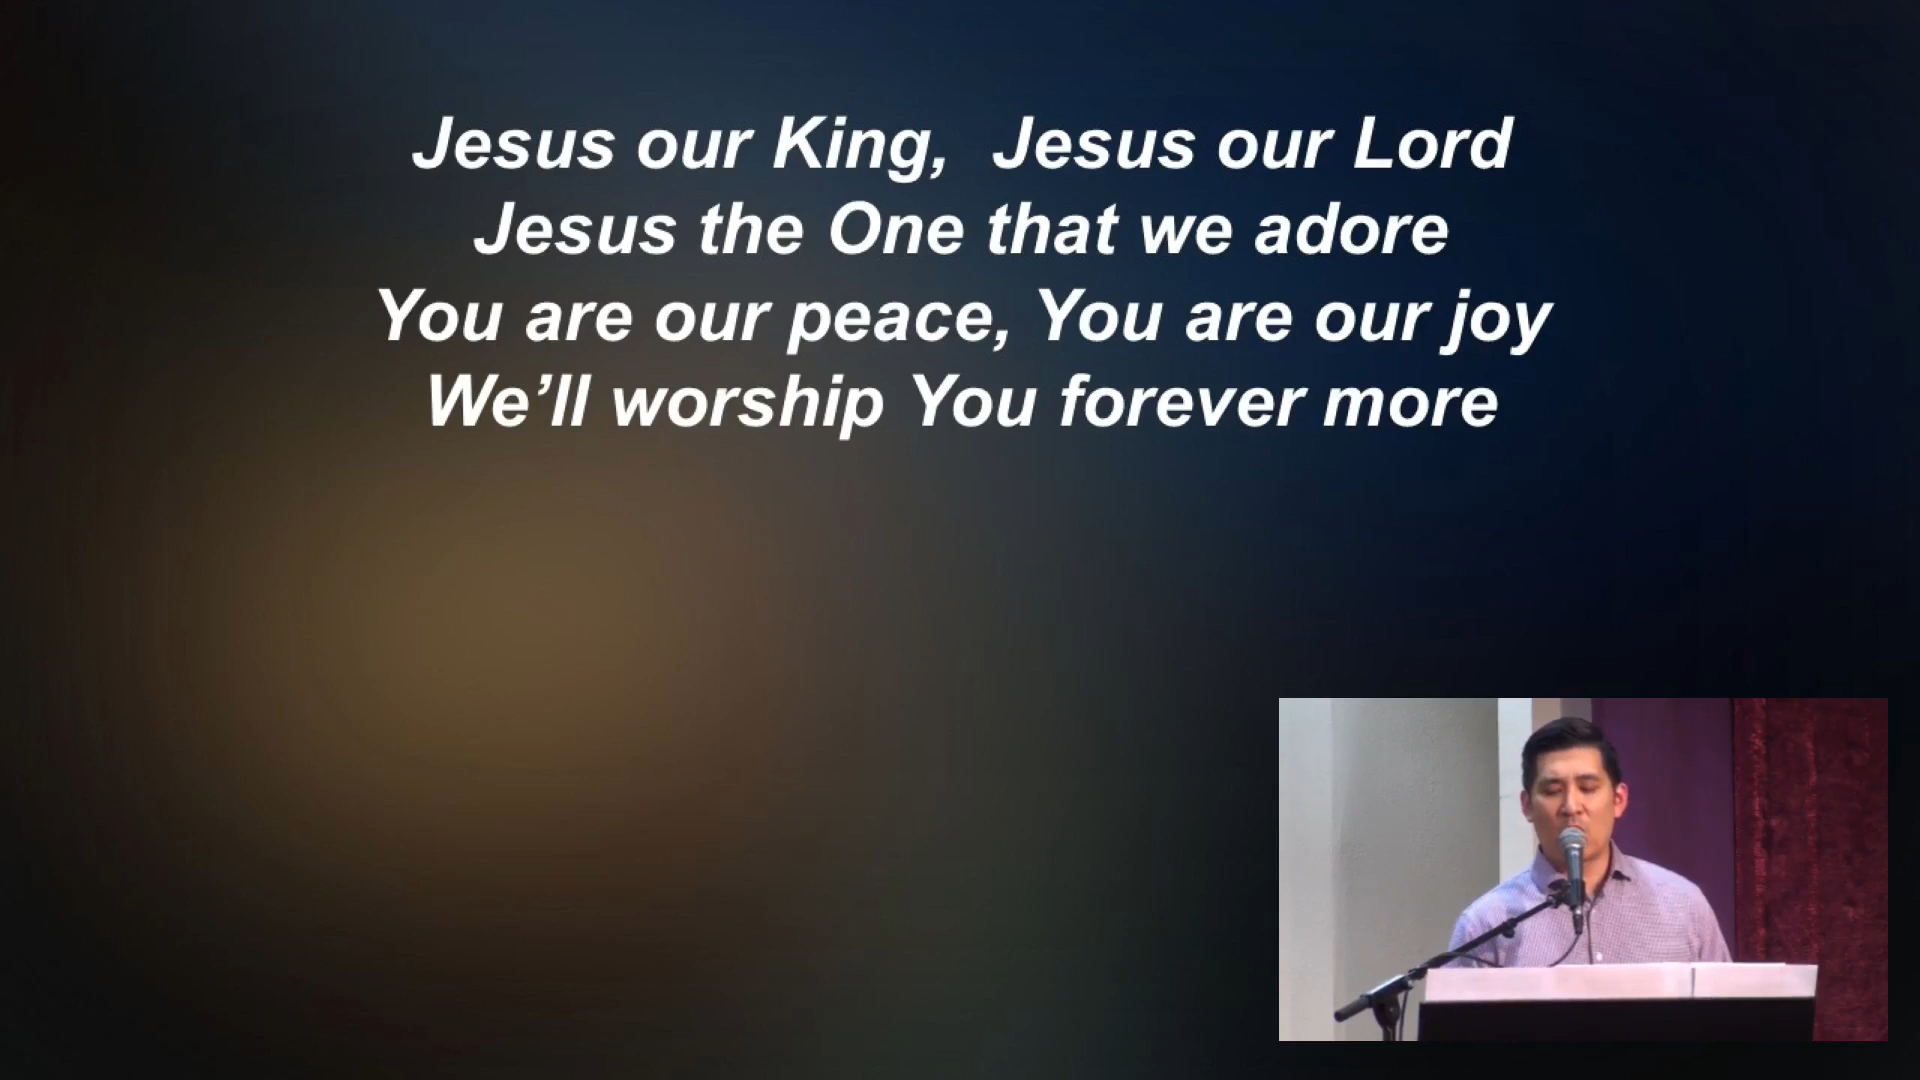 Jesus our King, Jesus our Lord
Jesus the One that we adore
You are our peace, You are our joy
We’ll worship You forever more